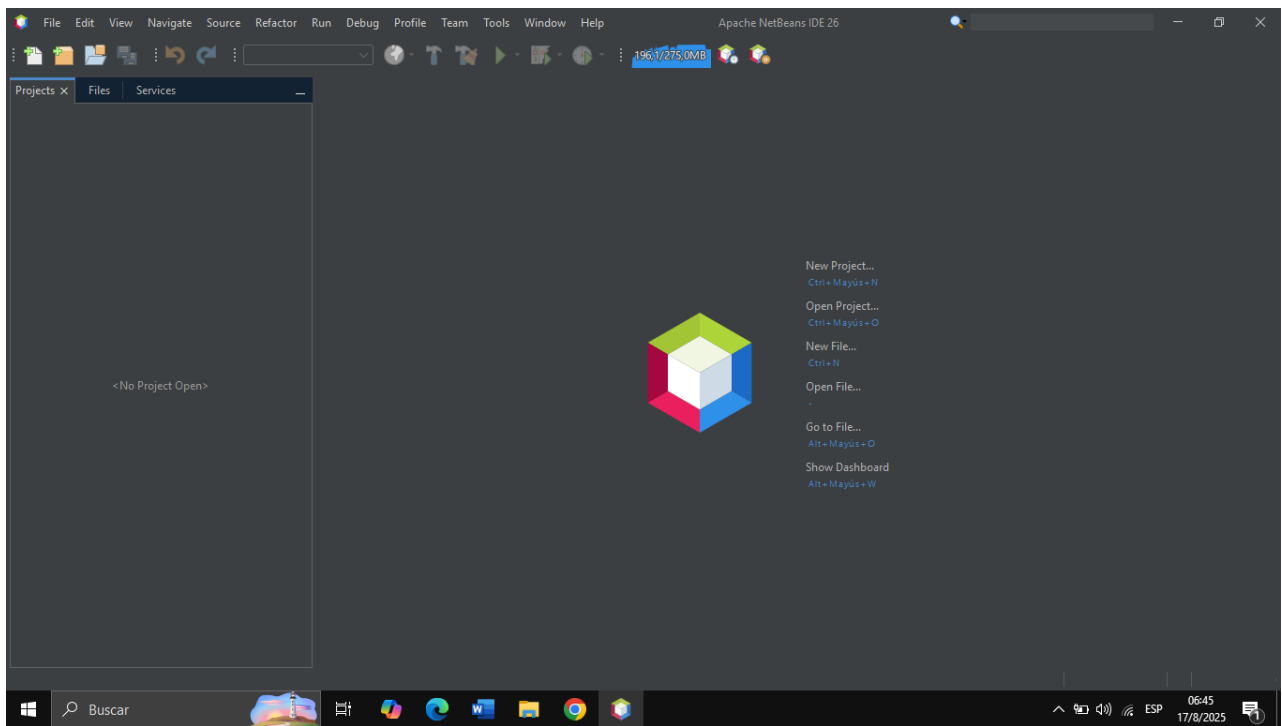 File Edit View Navigate Source Refactor Run Debug Profile Team Tools Window Help Apache NetBeans IDE 26
196,1/275,0MB
Projects Files Services
<No Project Open>
New Project...
Ctrl+Mayús+N
Open Project...
Ctrl+Mayús+O
New File...
Ctrl+N
Open File...
-
Go to File...
Alt+Mayús+O
Show Dashboard
Alt+Mayús+W
Buscar
ESP
06:45
17/8/2025
1